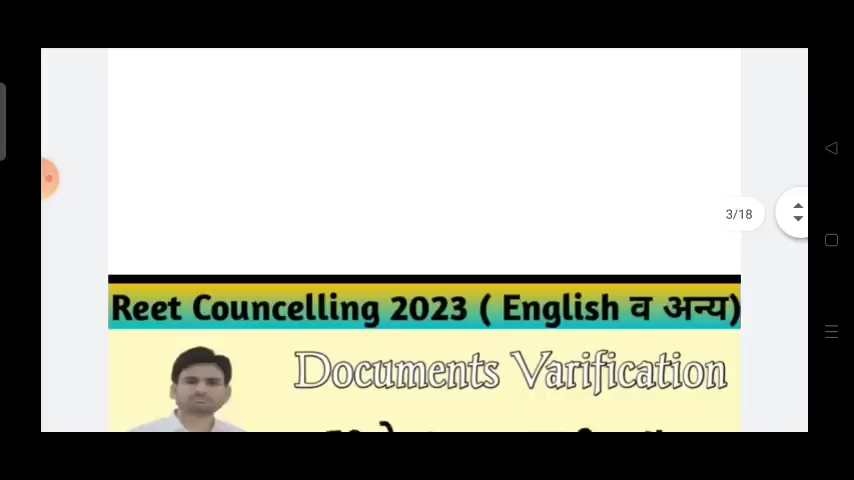 3/18
Reet Councelling 2023 ( English व अन्य)
Documents Varification